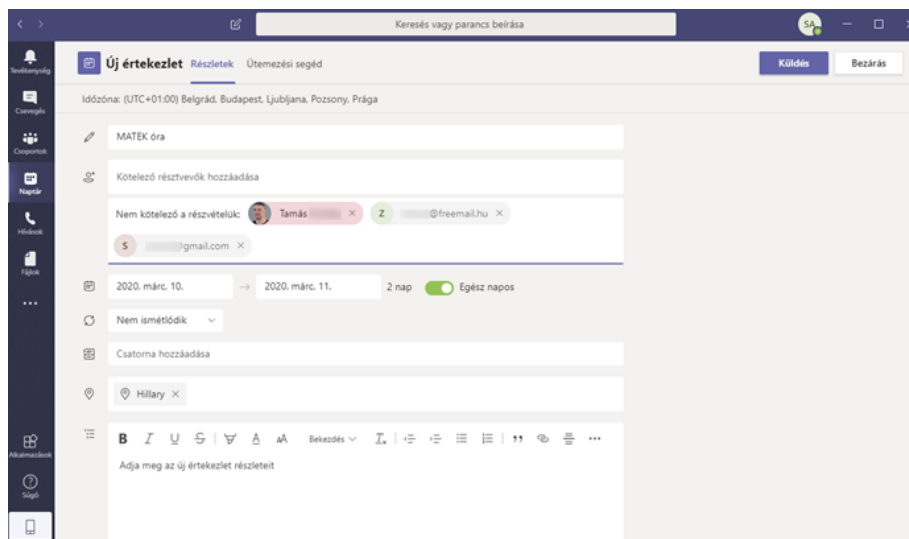 Keresés vagy parancs beírása
SA
Tevékenység
Csevegés
Csoportok
Naptár
Hívások
Fájlok
Alkalmazások
Súgó
Új értekezlet Részletek Ütemezési segéd Küldés Bezárás
Időzóna: (UTC+01:00) Belgrád, Budapest, Ljubljana, Pozsony, Prága
MATEK óra
Kötelező résztvevők hozzáadása
Nem kötelező a részvételük: Tamás × Z @freemail.hu ×
S @gmail.com ×
2020. márc. 10. → 2020. márc. 11. 2 nap Egész napos
Nem ismétlődik
Csatorna hozzáadása
Hillary ×
B I U S A AA Bekezdés
Adja meg az új értekezlet részleteit